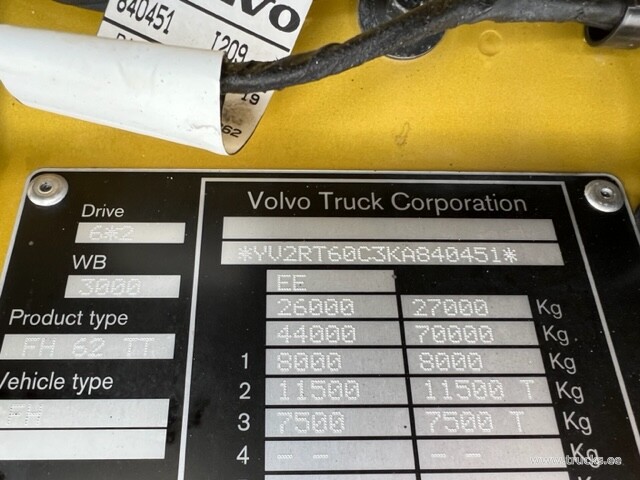 VOLVO
840451
I209
19
62
Drive
6*2
WB
3000
Product type
FH 62 TT
Vehicle type
FH
Volvo Truck Corporation
*YV2RT60C3KA840451*
EE
26000 27000 Kg
44000 70000 Kg.
1 8000 8000 Kg
2 11500 11500 T Kg
3 7500 7500 T Kg
4 -- -- Kg
www.trucks.ee